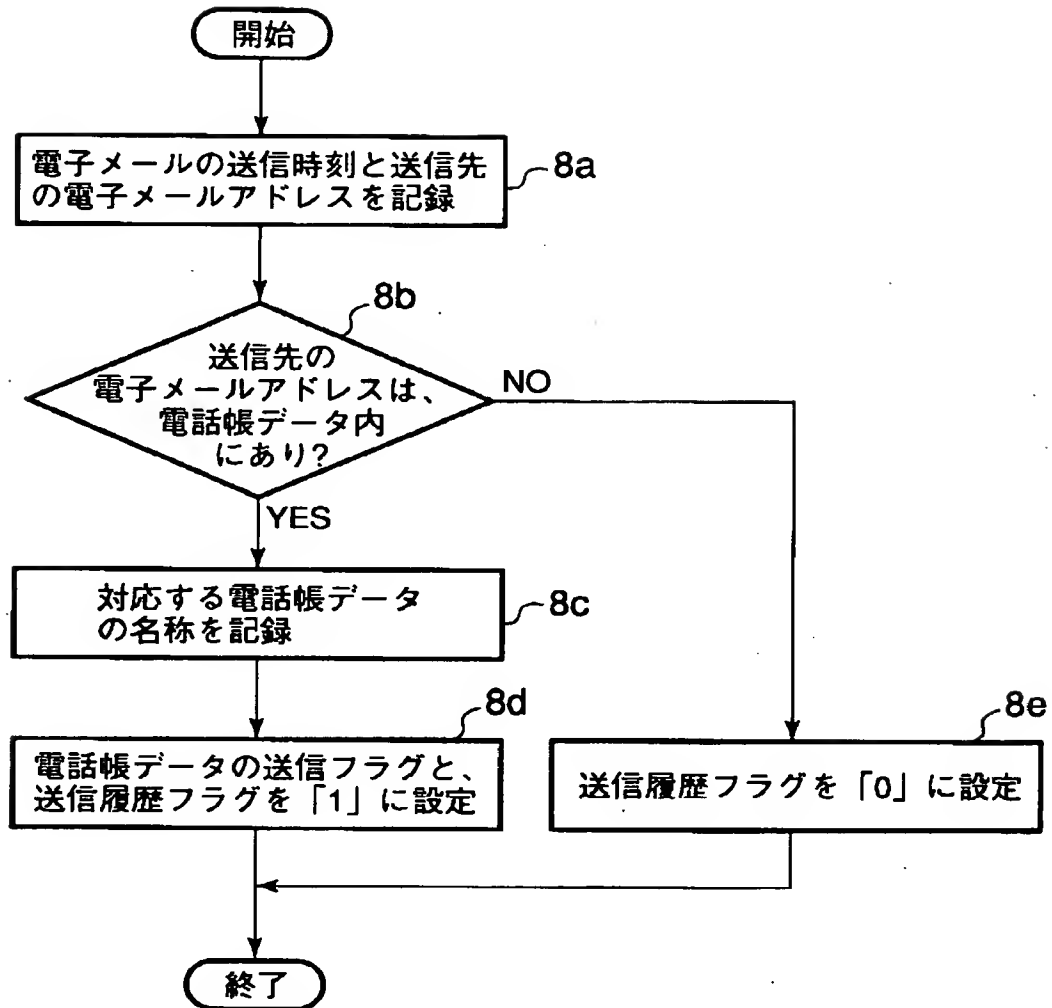 開始
電子メールの送信時刻と送信先
の電子メールアドレスを記録
8a
8b
送信先の
電子メールアドレスは、
電話帳データ内
にあり?
NO
YES
対応する電話帳データ
の名称を記録
8c
8d
電話帳データの送信フラグと、
送信履歴フラグを「1」に設定
8e
送信履歴フラグを「0」に設定
終了